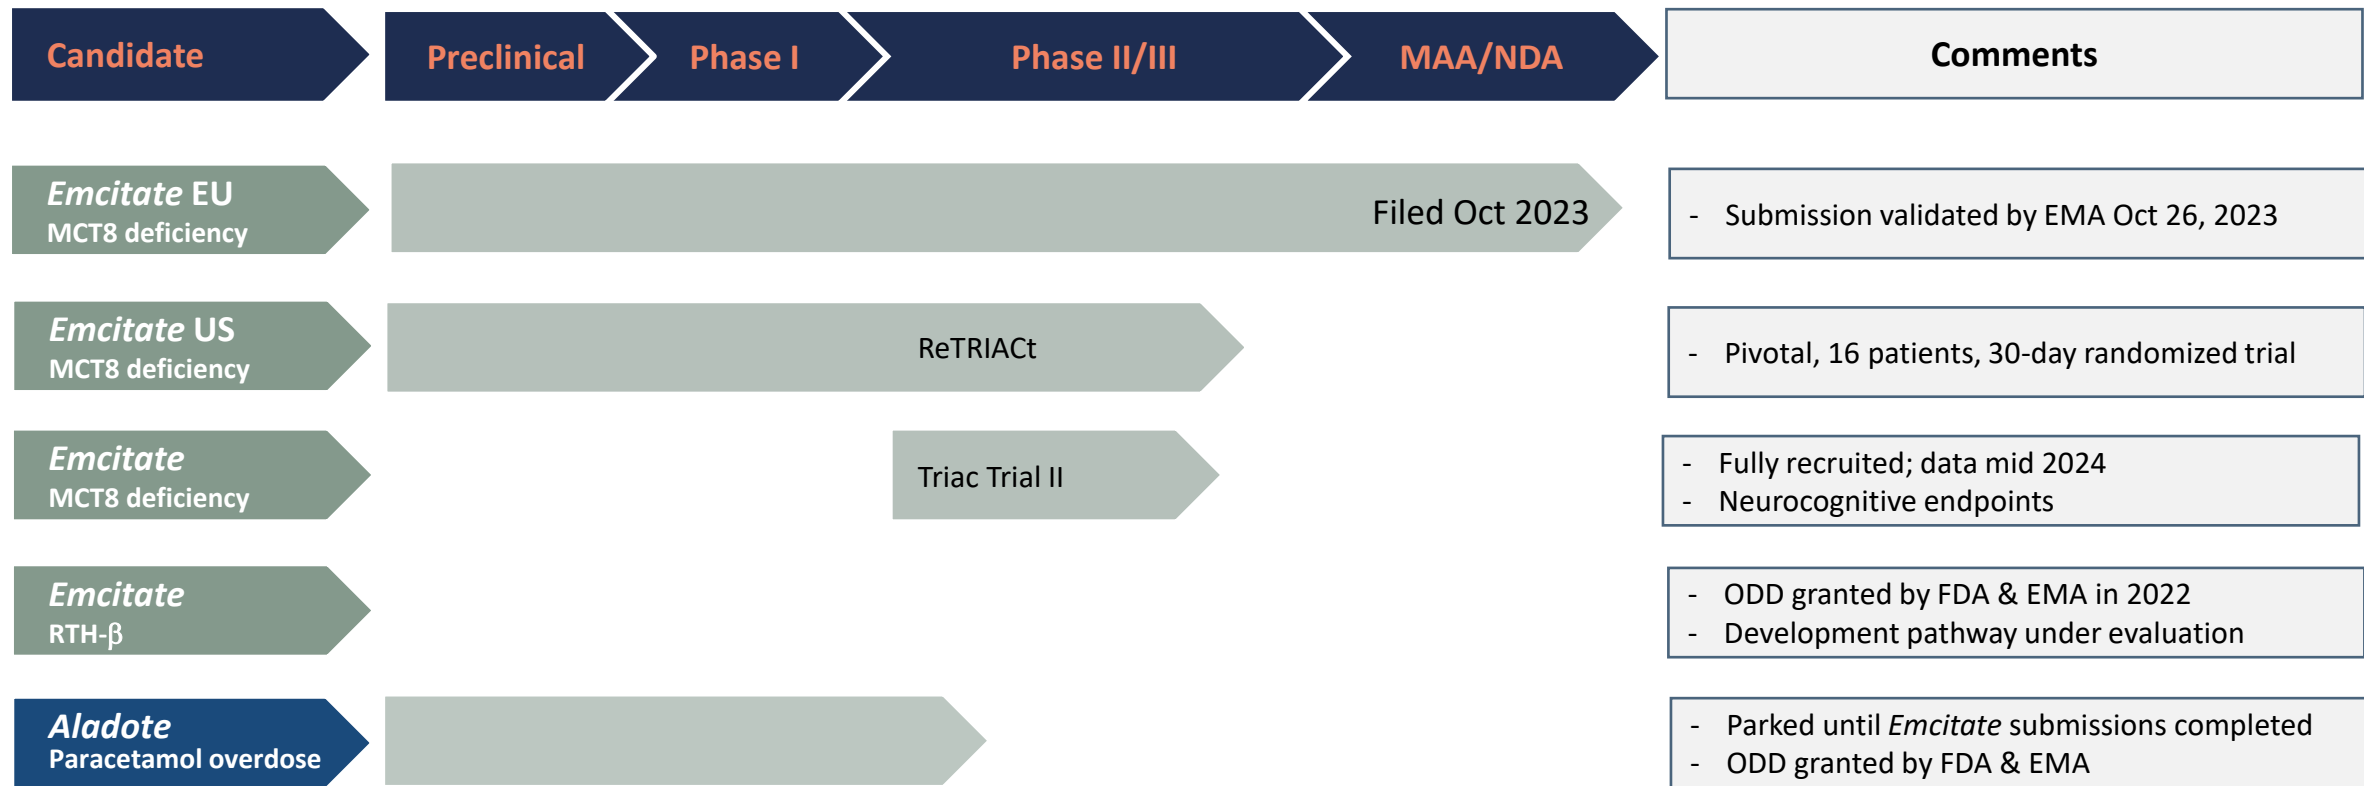 Candidate
Preclinical
Phase I
Phase II/III
MAA/NDA
Comments
Emcitate EU
MCT8 deficiency
Filed Oct 2023
- Submission validated by EMA Oct 26, 2023
Emcitate US
MCT8 deficiency
ReTRIACt
- Pivotal, 16 patients, 30-day randomized trial
Emcitate
MCT8 deficiency
Triac Trial II
- Fully recruited; data mid 2024
- Neurocognitive endpoints
Emcitate
RTH-β
- ODD granted by FDA & EMA in 2022
- Development pathway under evaluation
Aladote
Paracetamol overdose
- Parked until Emcitate submissions completed
- ODD granted by FDA & EMA